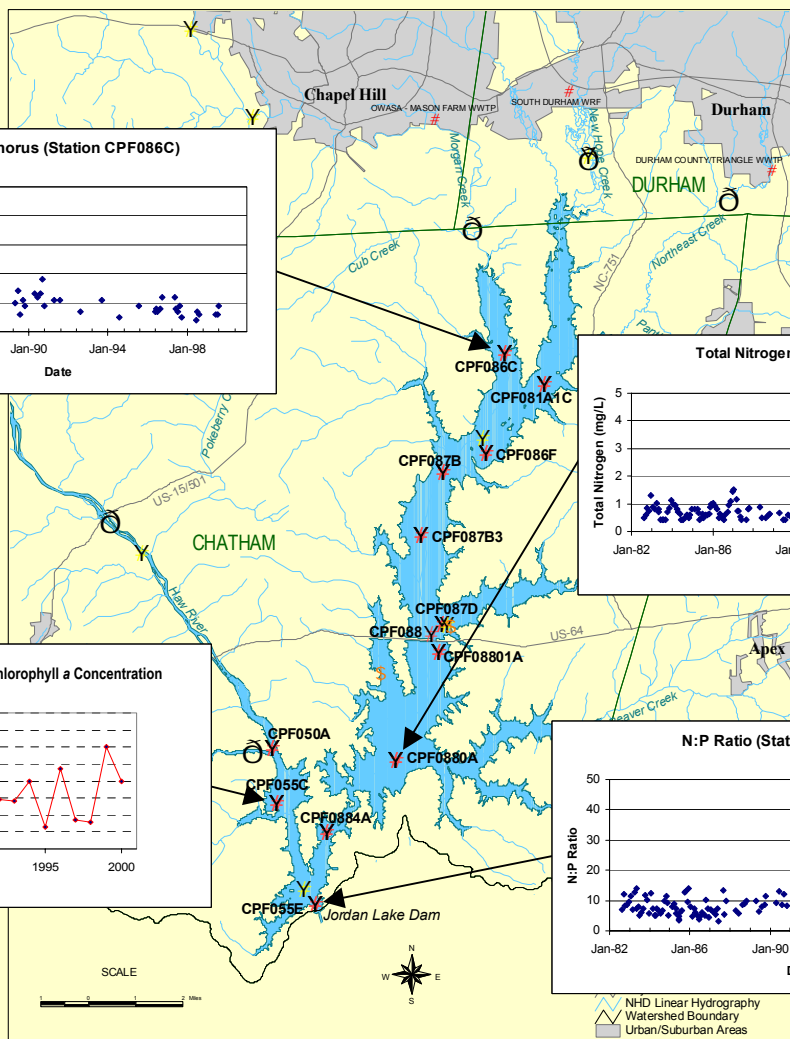 Chapel Hill
OWASA - MASON FARM WWTP
SOUTH DURHAM WRF
Durham
DURHAM COUNTY/TRIANGLE WWTP
DURHAM
Morgan Creek
New Hope Creek
Northeast Creek
Cub Creek
NC-751
horus (Station CPF086C)
Jan-90
Jan-94
Jan-98
Date
CPF086C
CPF081A1C
CPF086F
CPF087B
CPF087B3
Total Nitrogen
Total Nitrogen (mg/L)
5
4
3
2
1
0
Jan-82
Jan-86
Jan
US-15/501
CHATHAM
Haw River
CPF087D
CPF088
CPF08801A
US-64
Apex
eaver Creek
hlorophyll a Concentration
1995
2000
CPF050A
CPF055C
CPF0880A
CPF0884A
CPF055E
Jordan Lake Dam
N:P Ratio (Stat
N:P Ratio
50
40
30
20
10
0
Jan-82
Jan-86
Jan-90
D
SCALE
1 0 1 2 Miles
N
W E
S
NHD Linear Hydrography
Watershed Boundary
Urban/Suburban Areas